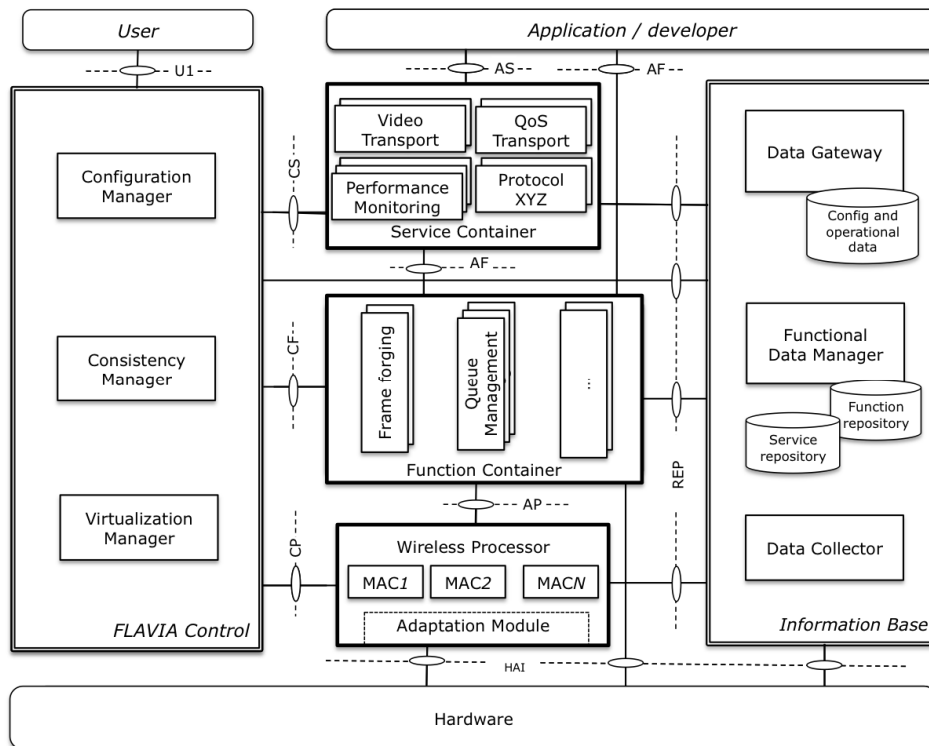 User
Application / developer
U1
AS
AF
Configuration
Manager
Consistency
Manager
Virtualization
Manager
FLAVIA Control
CS
CF
CP
Video
Transport
QoS
Transport
Performance
Monitoring
Protocol
XYZ
Service Container
AF
Frame forging
Queue
Management
...
Function Container
AP
Wireless Processor
MAC1
MAC2
MACN
Adaptation Module
HAI
REP
Data Gateway
Config and
operational
data
Functional
Data Manager
Function
repository
Service
repository
Data Collector
Information Base
Hardware